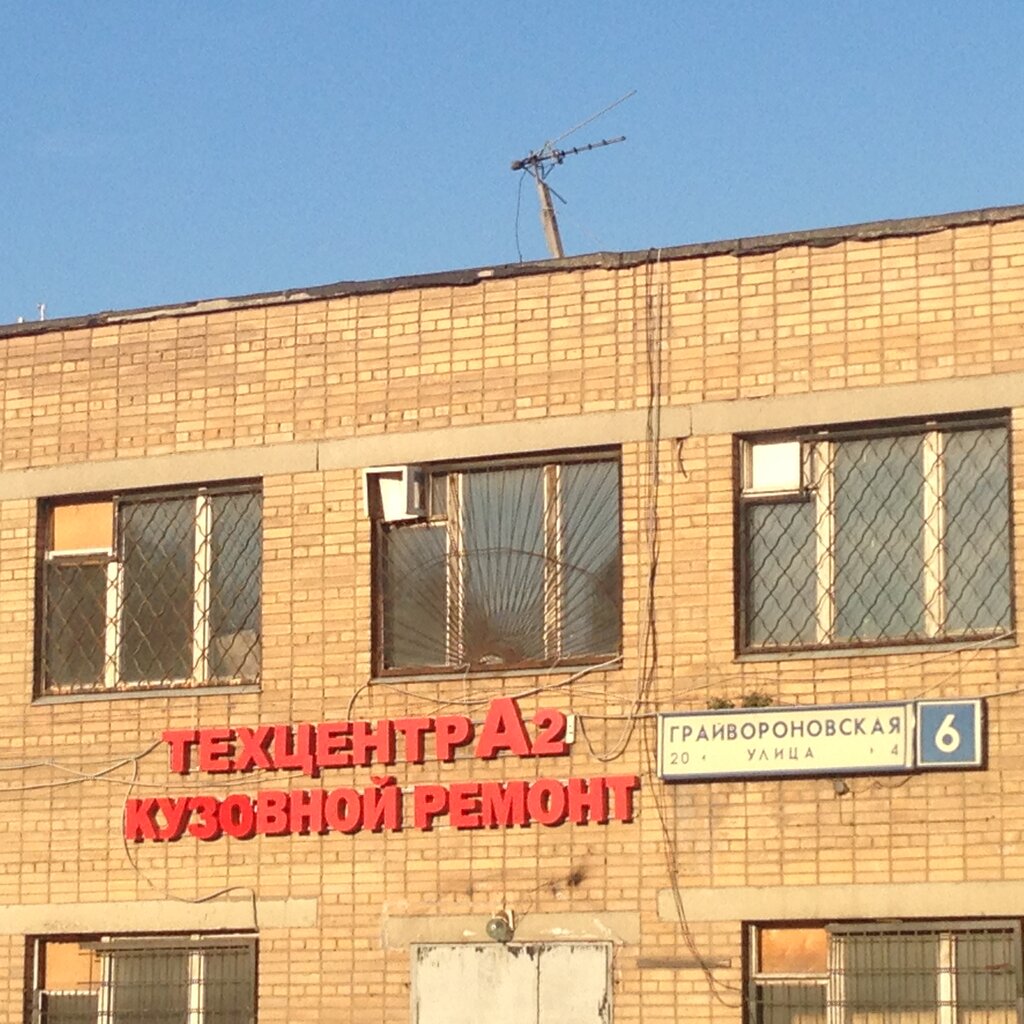 ТЕХЦЕНТР А2
КУЗОВНОЙ РЕМОНТ
ГРАЙВОРОНОВСКАЯ
20 УЛИЦА 4
6